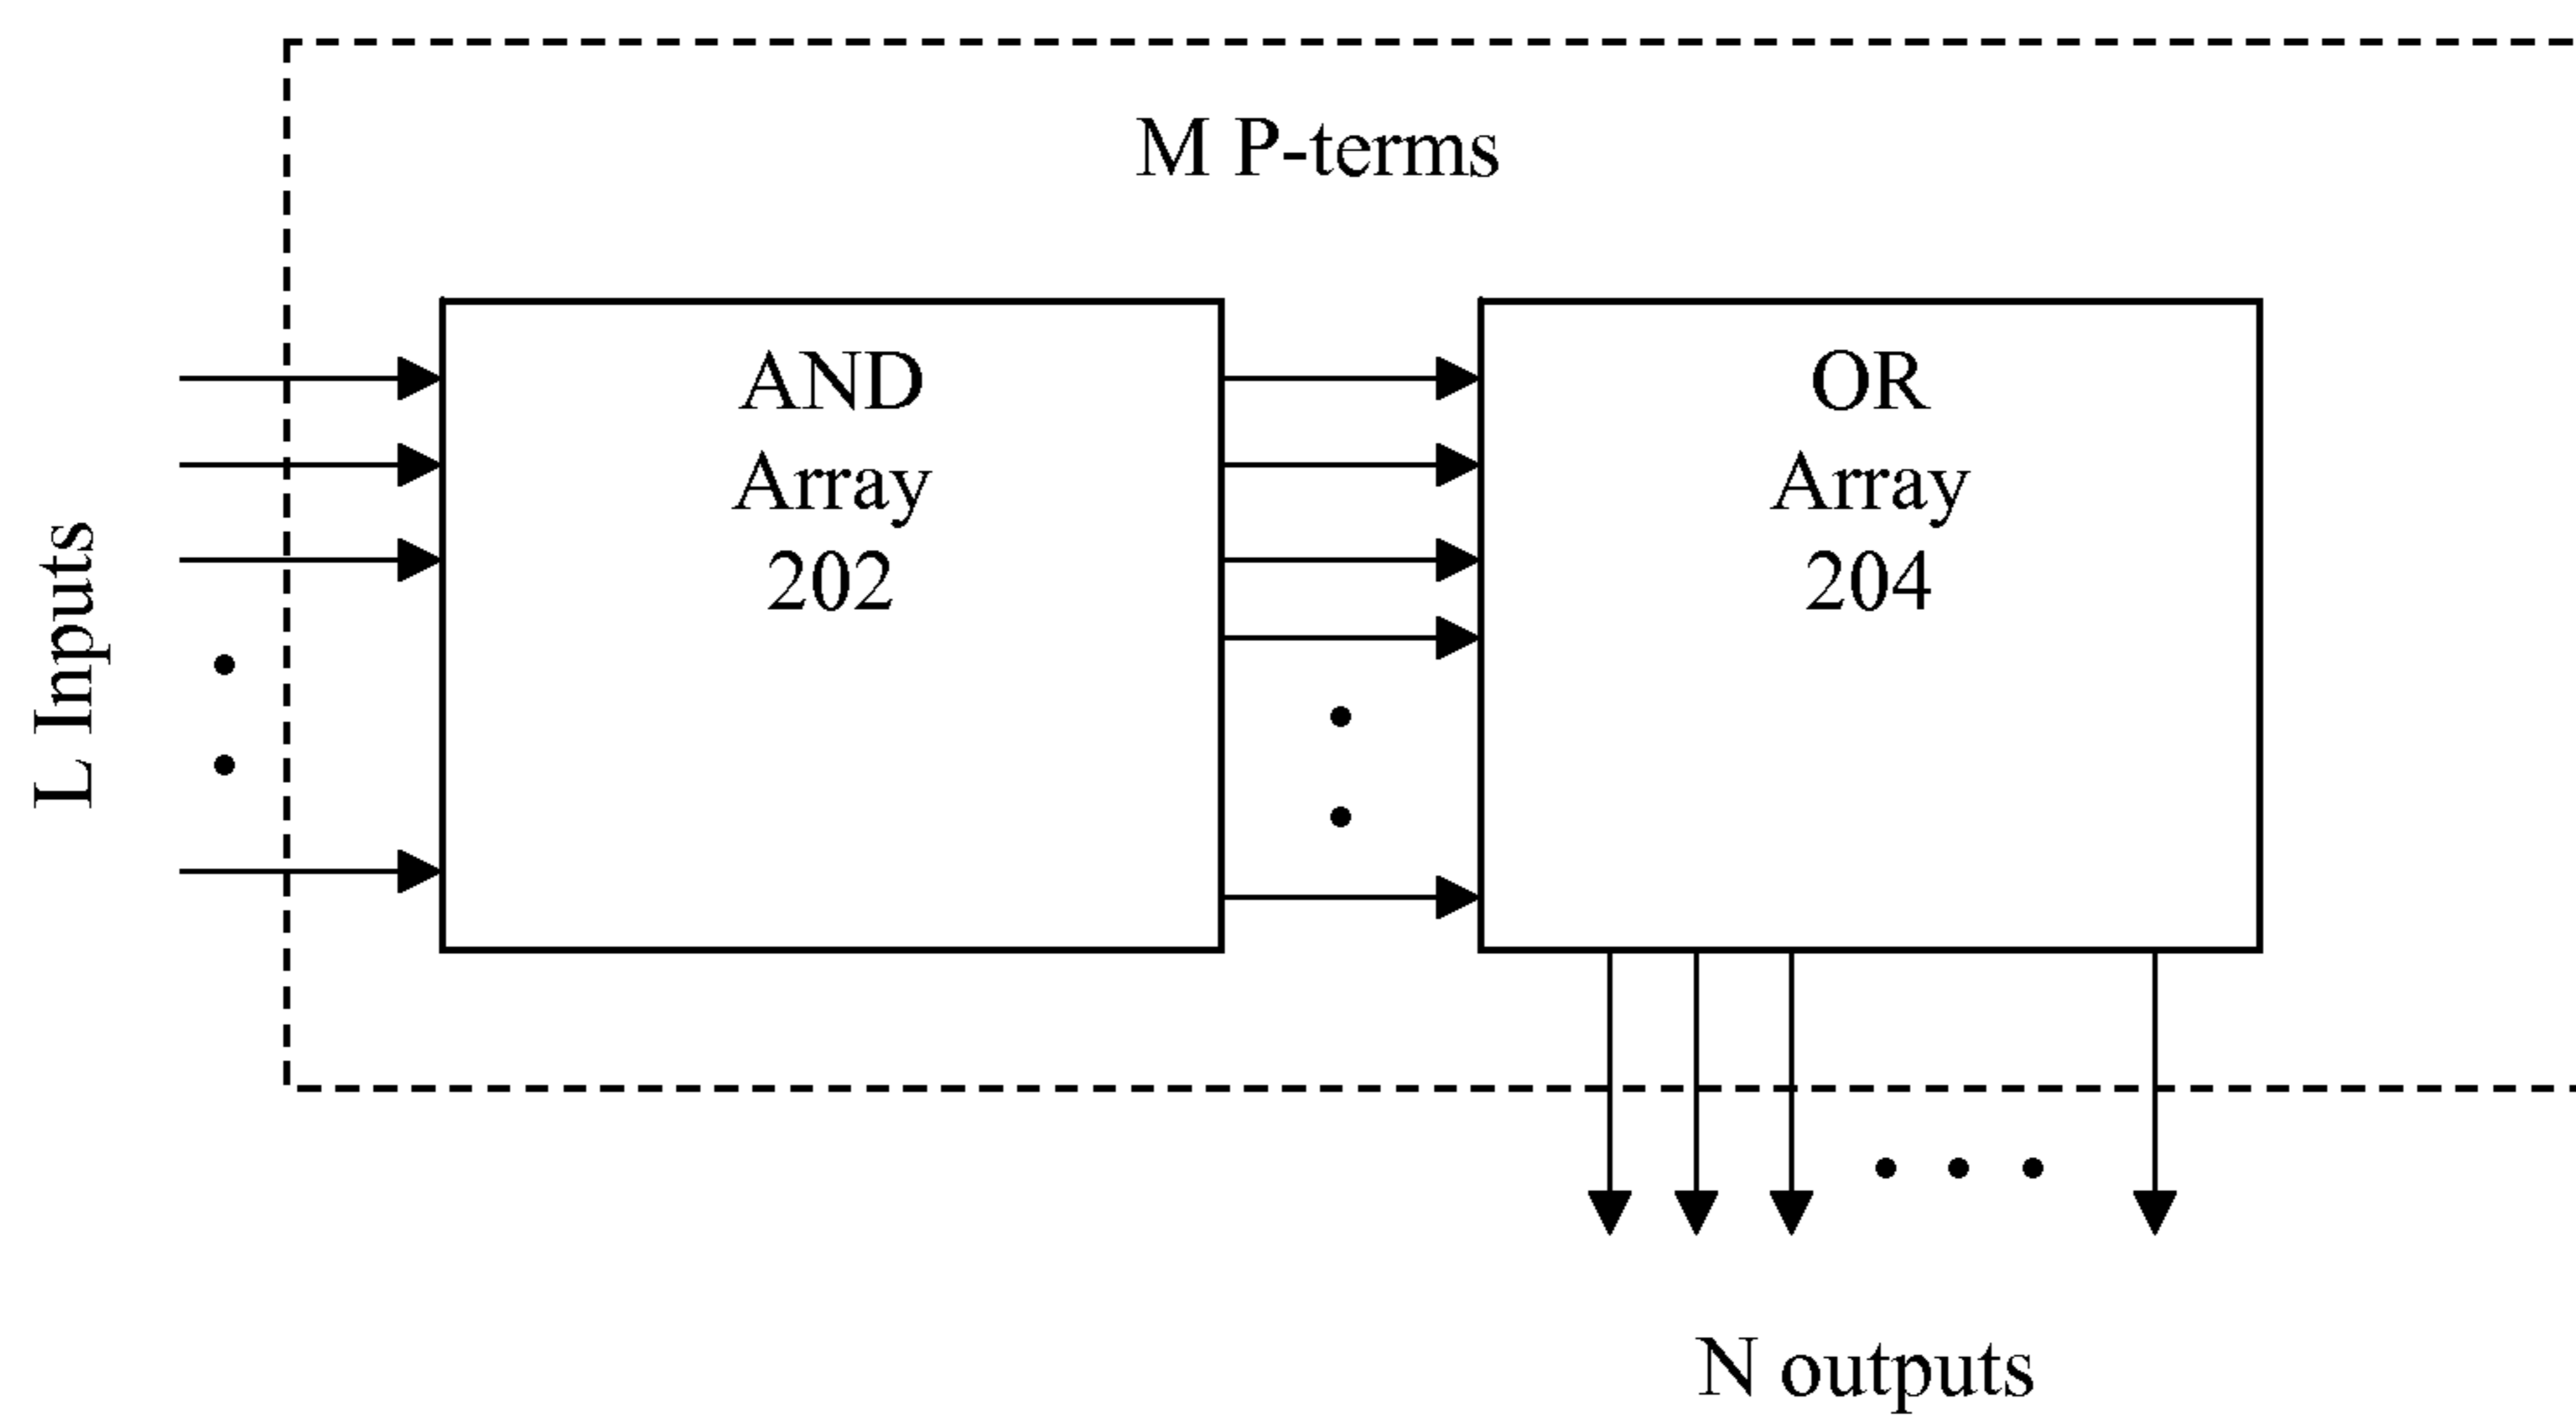 M P-terms
L Inputs
AND
Array
202
OR
Array
204
N outputs